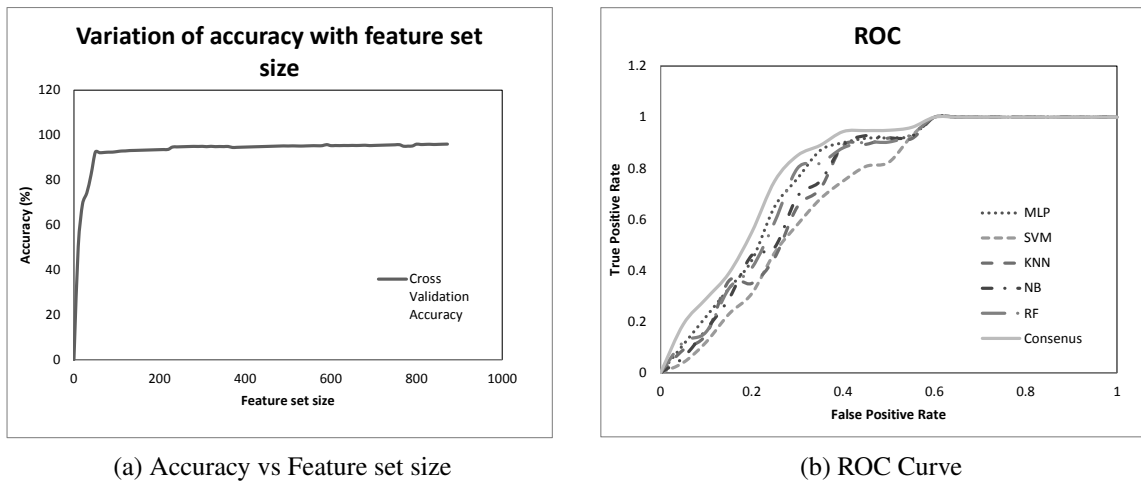 Variation of accuracy with feature set
size
120
100
80
60
40
20
0
Accuracy (%)
0 200 400 600 800 1000
Feature set size
Cross
Validation
Accuracy
(a) Accuracy vs Feature set size
ROC
1.2
1
0.8
0.6
0.4
0.2
0
True Positive Rate
0 0.2 0.4 0.6 0.8 1
False Positive Rate
MLP
SVM
KNN
NB
RF
Consenus
(b) ROC Curve